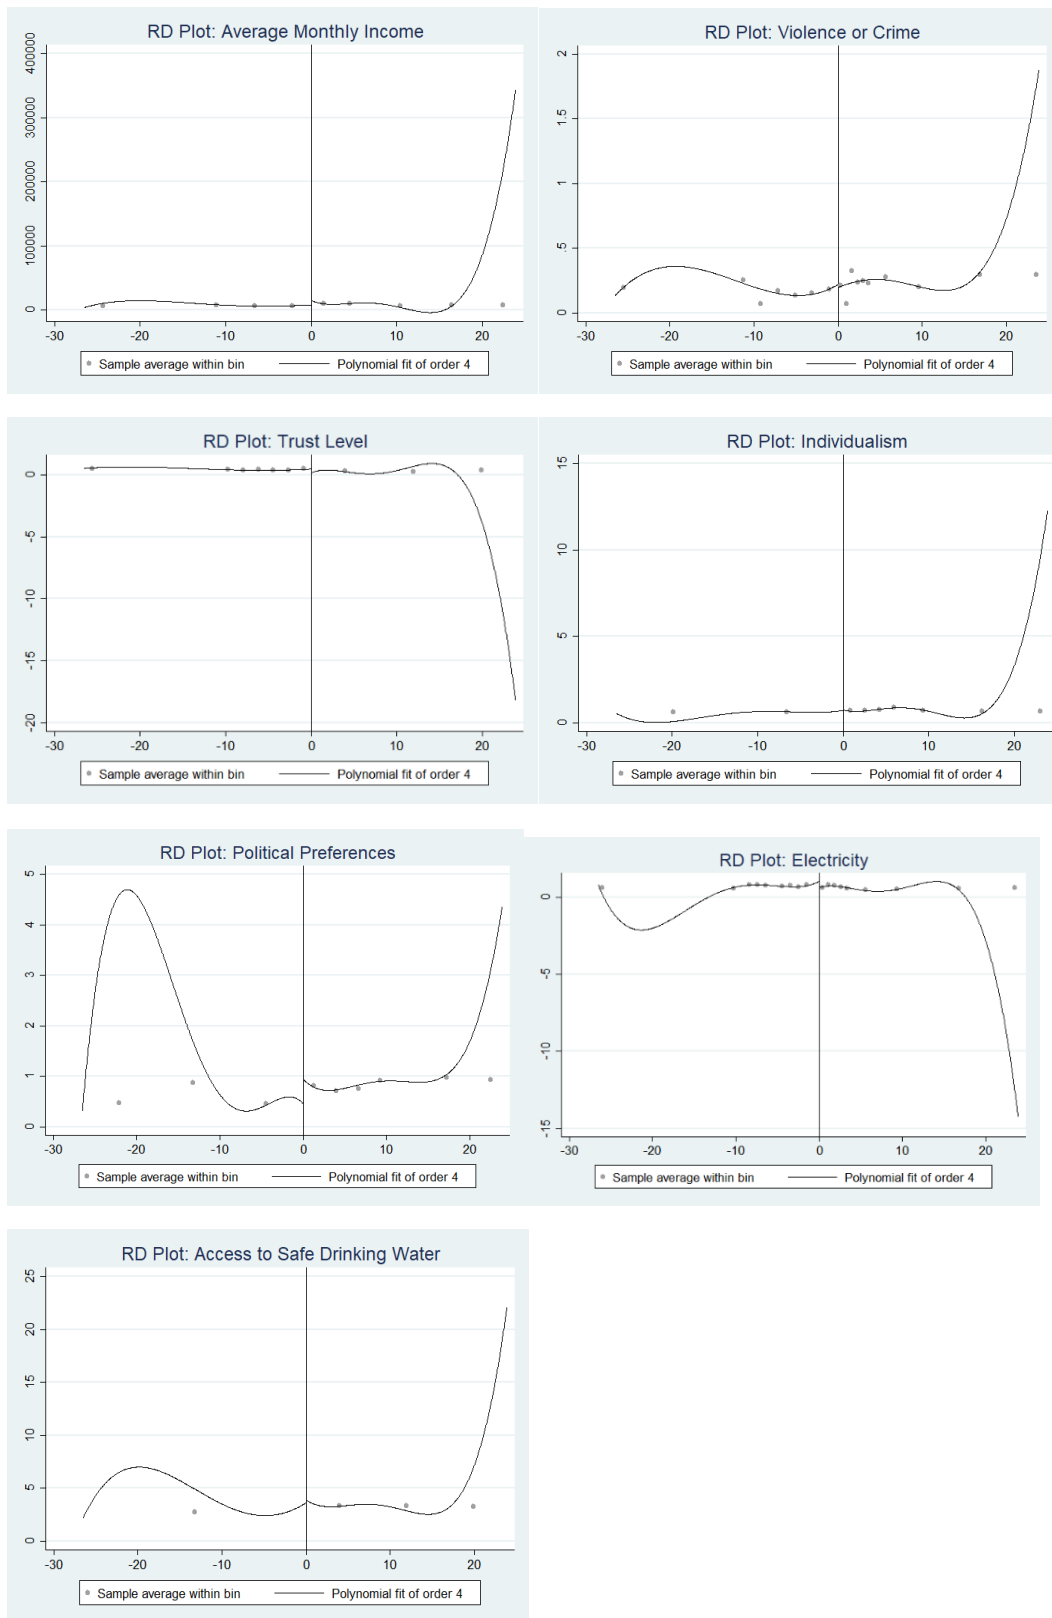 RD Plot: Average Monthly Income
400000
300000
200000
100000
0
-30 -20 -10 0 10 20
Sample average within bin Polynomial fit of order 4
RD Plot: Violence or Crime
2
1.5
1
.5
0
-30 -20 -10 0 10 20
Sample average within bin Polynomial fit of order 4
RD Plot: Trust Level
0
-5
-10
-15
-20
-30 -20 -10 0 10 20
Sample average within bin Polynomial fit of order 4
RD Plot: Individualism
15
10
5
0
-30 -20 -10 0 10 20
Sample average within bin Polynomial fit of order 4
RD Plot: Political Preferences
5
4
3
2
1
0
-30 -20 -10 0 10 20
Sample average within bin Polynomial fit of order 4
RD Plot: Electricity
0
-5
-10
-15
-30 -20 -10 0 10 20
Sample average within bin Polynomial fit of order 4
RD Plot: Access to Safe Drinking Water
25
20
15
10
5
0
-30 -20 -10 0 10 20
Sample average within bin Polynomial fit of order 4